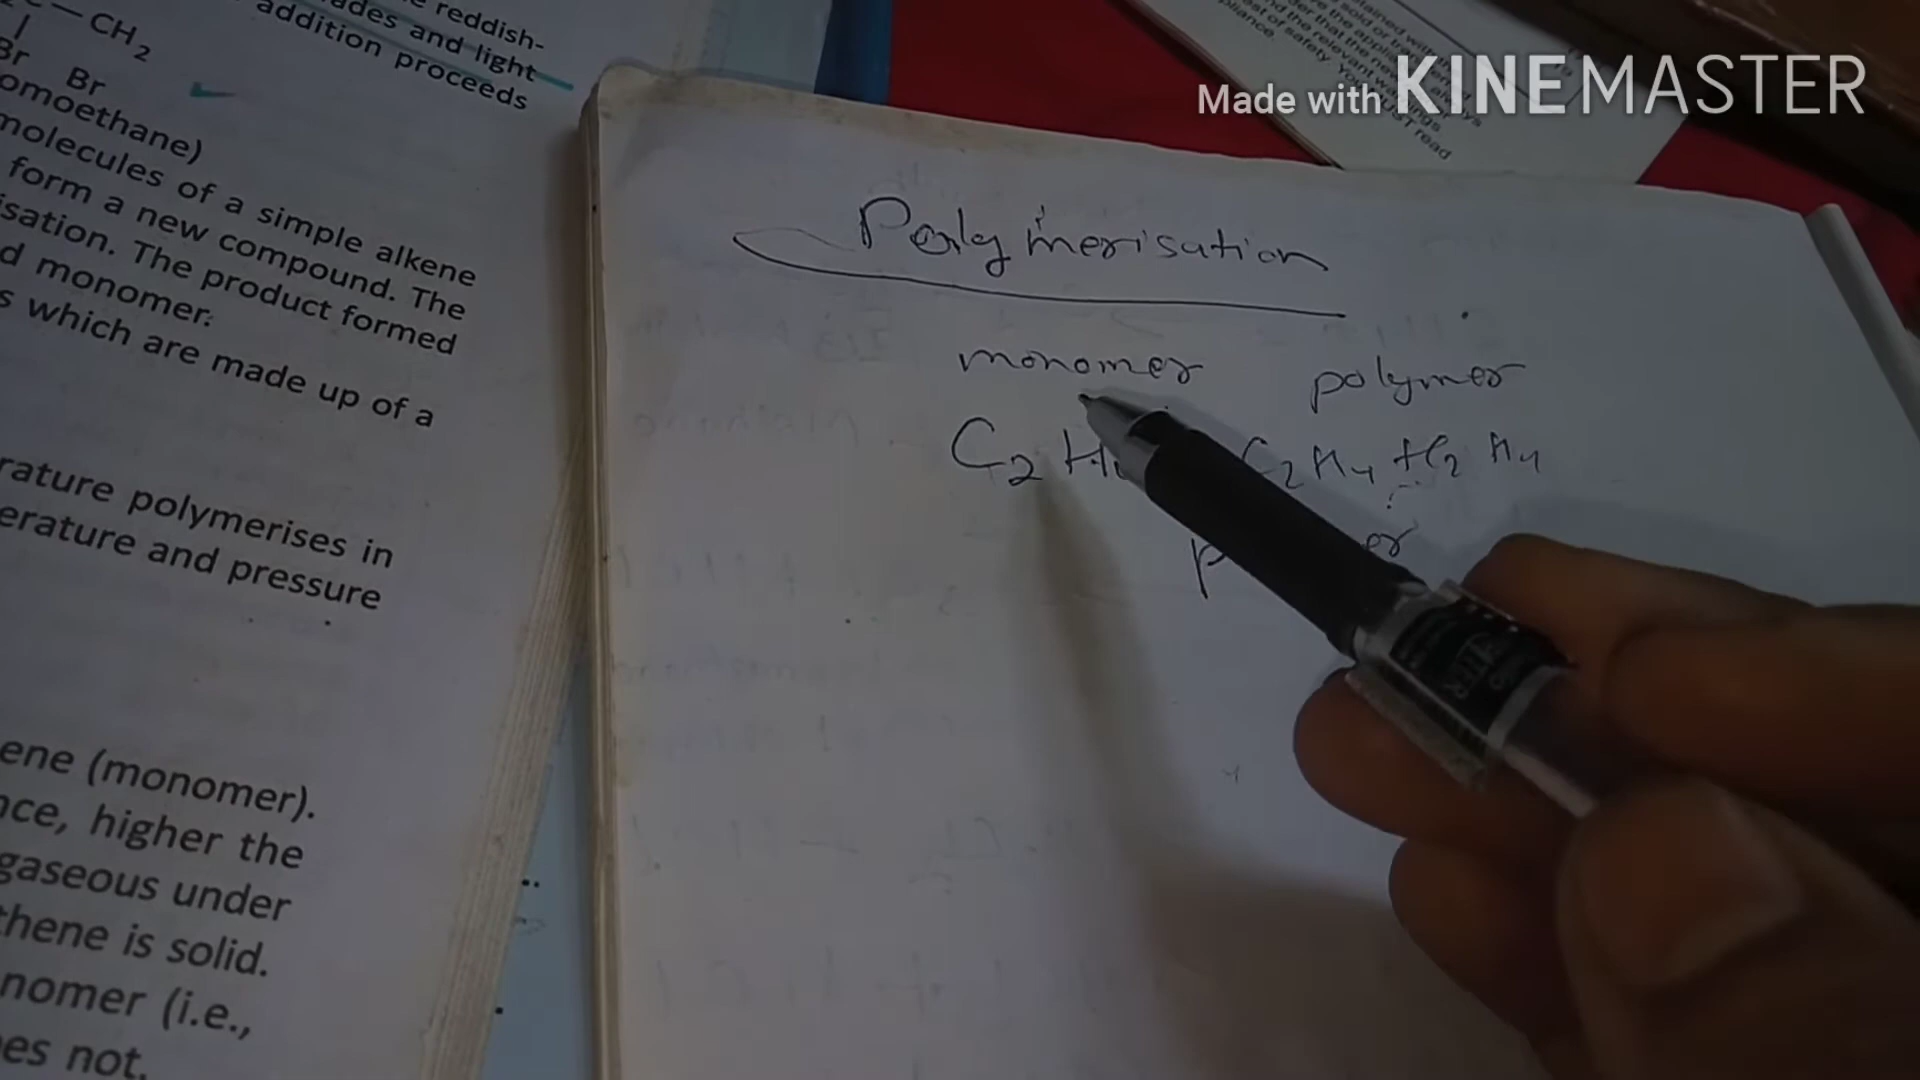 CH2
Br Br
omoethane)
molecules of a simple alkene
form a new compound. The
isation. The product formed
d monomer.
s which are made up of a
rature polymerises in
erature and pressure
ene (monomer).
nce, higher the
gaseous under
thene is solid.
nomer (i.e.,
es not.
reddish-
ades and light
addition proceeds
Made with KINEMASTER
Polymerisation
monomer polymer
C2H C2H4 + C2H4